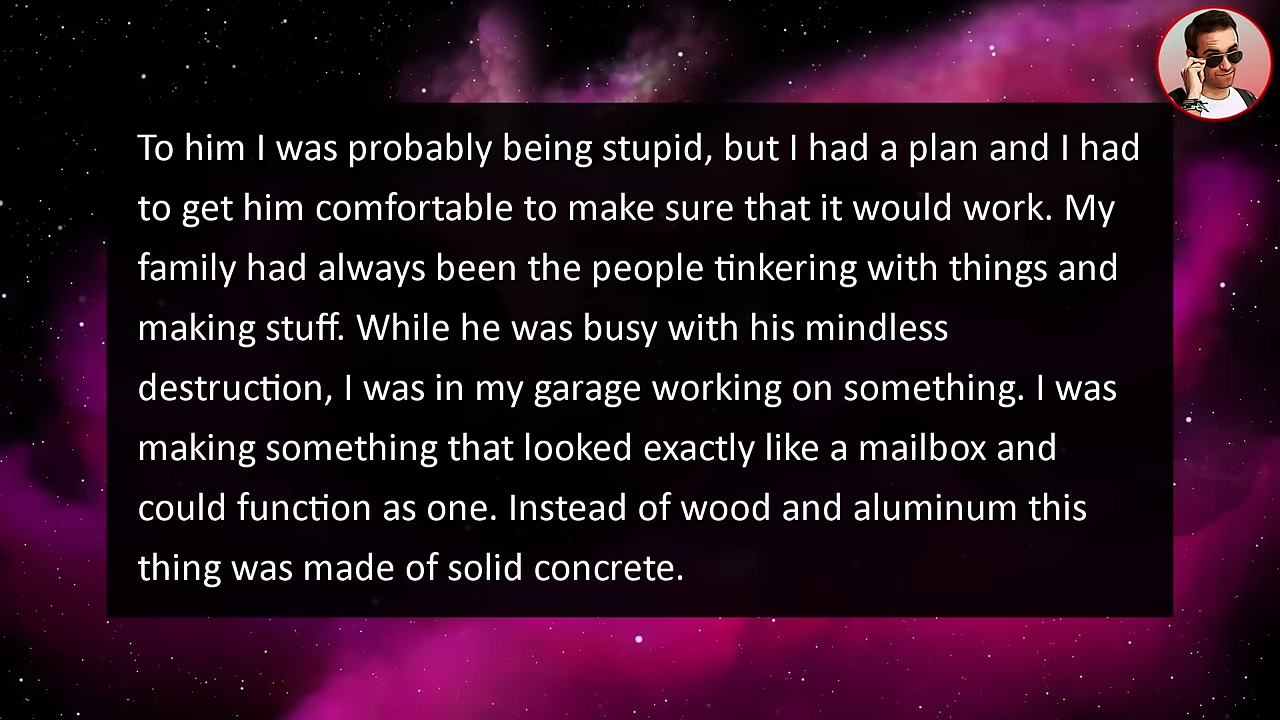 To him I was probably being stupid, but I had a plan and I had
to get him comfortable to make sure that it would work. My
family had always been the people tinkering with things and
making stuff. While he was busy with his mindless
destruction, I was in my garage working on something. I was
making something that looked exactly like a mailbox and
could function as one. Instead of wood and aluminum this
thing was made of solid concrete.